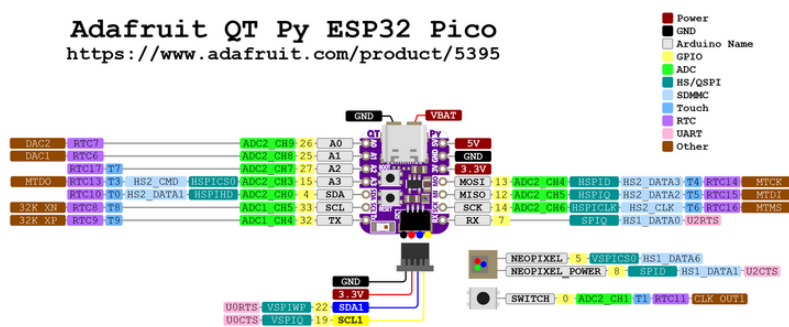 Adafruit QT Py ESP32 Pico
https://www.adafruit.com/product/5395
Power
GND
Arduino Name
GPIO
ADC
HS/QSPI
SDMMC
Touch
RTC
UART
Other
GND VBAT
QT Py
DAC2 RTC7 ADC2_CH9 26 A0 5V
DAC1 RTC6 ADC2_CH8 25 A1 GND
RTC17 T7 ADC2_CH7 27 A2 3.3V
MTDO RTC13 T3 HS2_CMD HSPICS0 ADC2_CH3 15 A3 MOSI 13 ADC2_CH4 HSPID HS2_DATA3 T4 RTC14 MTCK
RTC10 T0 HS2_DATA1 HSPIHD ADC2_CH0 4 SDA MISO 12 ADC2_CH5 HSPIQ HS2_DATA2 T5 RTC15 MTDI
32K XN RTC8 T8 ADC1_CH5 33 SCL SCK 14 ADC2_CH6 HSPICLK HS2_CLK T6 RTC16 MTMS
32K XP RTC9 T9 ADC1_CH4 32 TX RX 7 SPIQ HS1_DATA0 U2RTS
NEOPIXEL 5 VSPICS0 HS1_DATA6
NEOPIXEL_POWER 8 SPID HS1_DATA1 U2CTS
GND
3.3V
SWITCH 0 ADC2_CH1 T1 RTC11 CLK OUT1
U0RTS VSPIWP 22 SDA1
U0CTS VSPIQ 19 SCL1